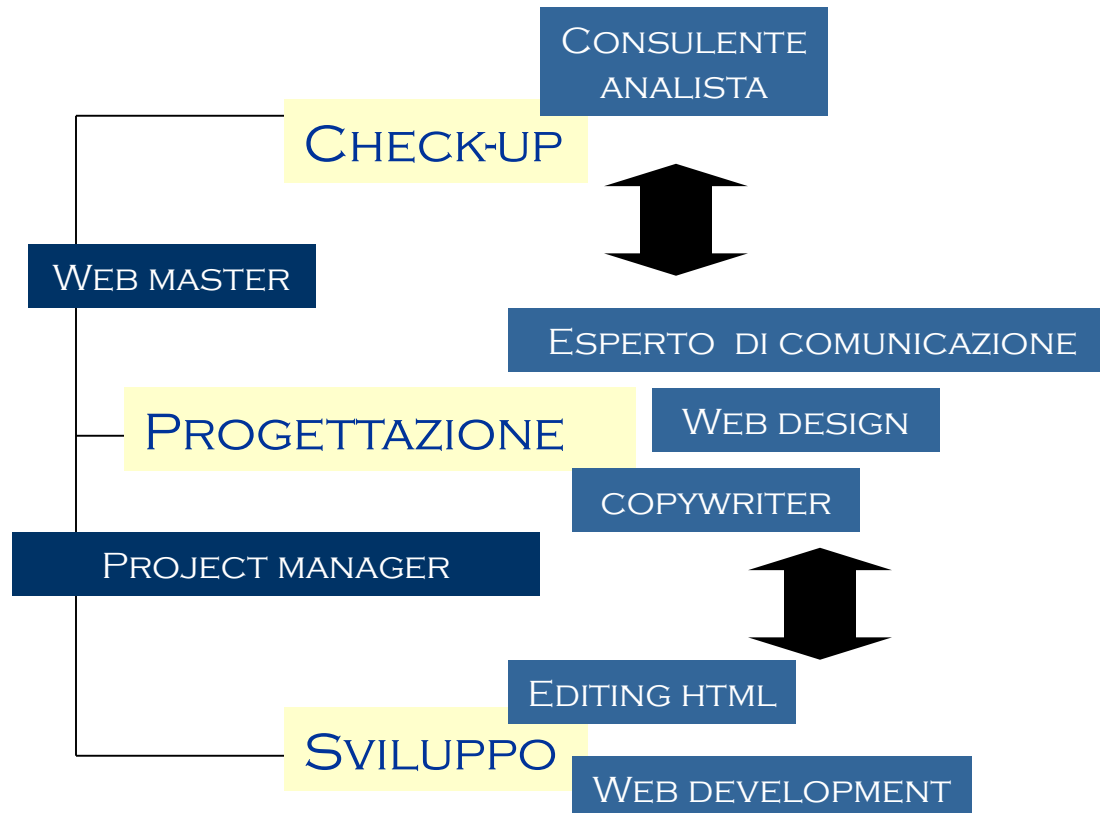 Consulente
analista
Check-up
Web master
Esperto di comunicazione
Progettazione
Web design
copywriter
Project manager
Editing html
Sviluppo
Web development